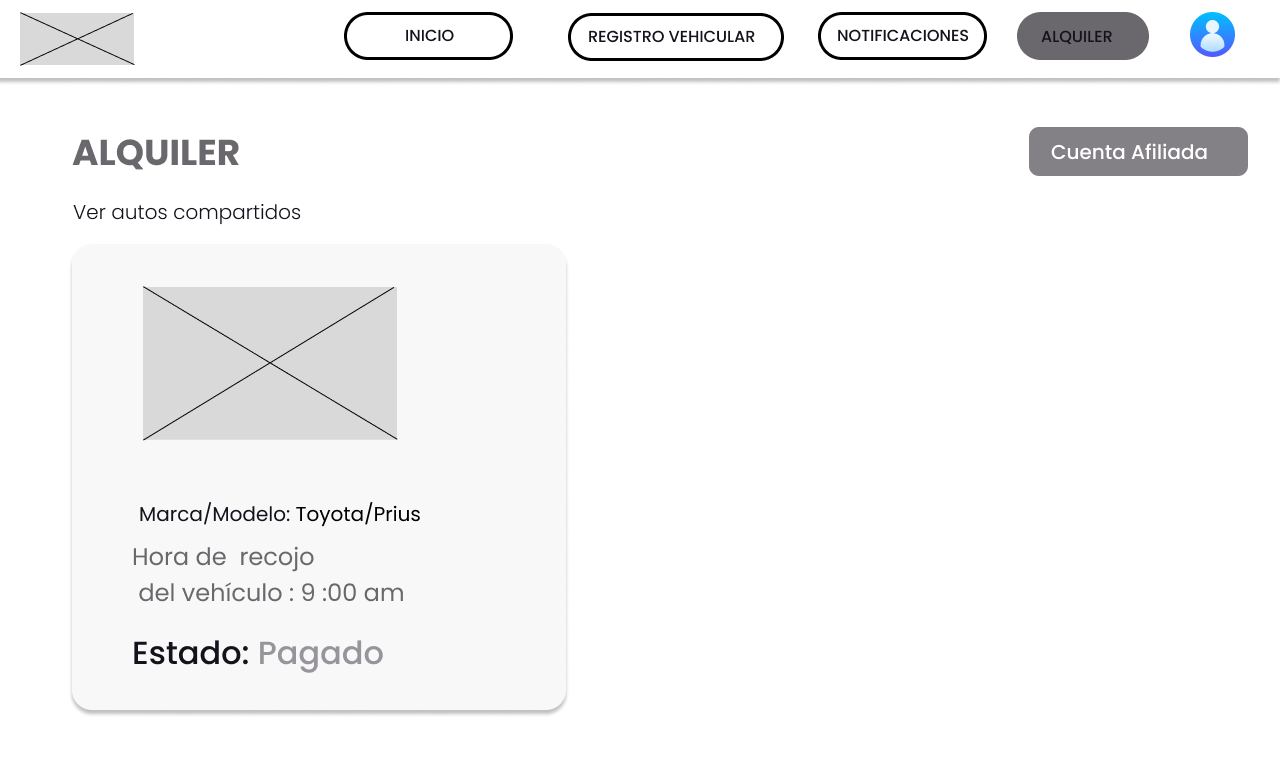 INICIO
REGISTRO VEHICULAR
NOTIFICACIONES
ALQUILER
ALQUILER
Cuenta Afiliada
Ver autos compartidos
Marca/Modelo: Toyota/Prius
Hora de  recojo
del vehículo : 9 :00 am
Estado: Pagado